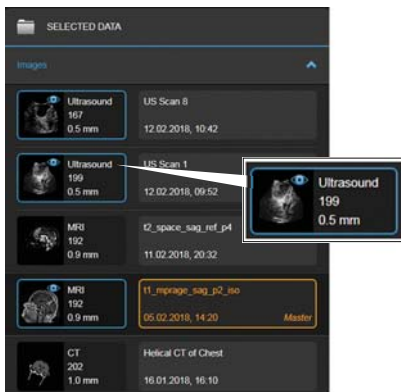 SELECTED DATA
Images
Ultrasound
167
0.5 mm
US Scan 8
12.02.2018, 10:42
Ultrasound
199
0.5 mm
US Scan 1
12.02.2018, 09:52
Ultrasound
199
0.5 mm
MRI
192
0.9 mm
t2_space_sag_ref_p4
11.02.2018, 20:32
MRI
192
0.9 mm
t1_mprage_sag_p2_iso
05.02.2018, 14:20
Master
CT
202
1.0 mm
Helical CT of Chest
16.01.2018, 16:10